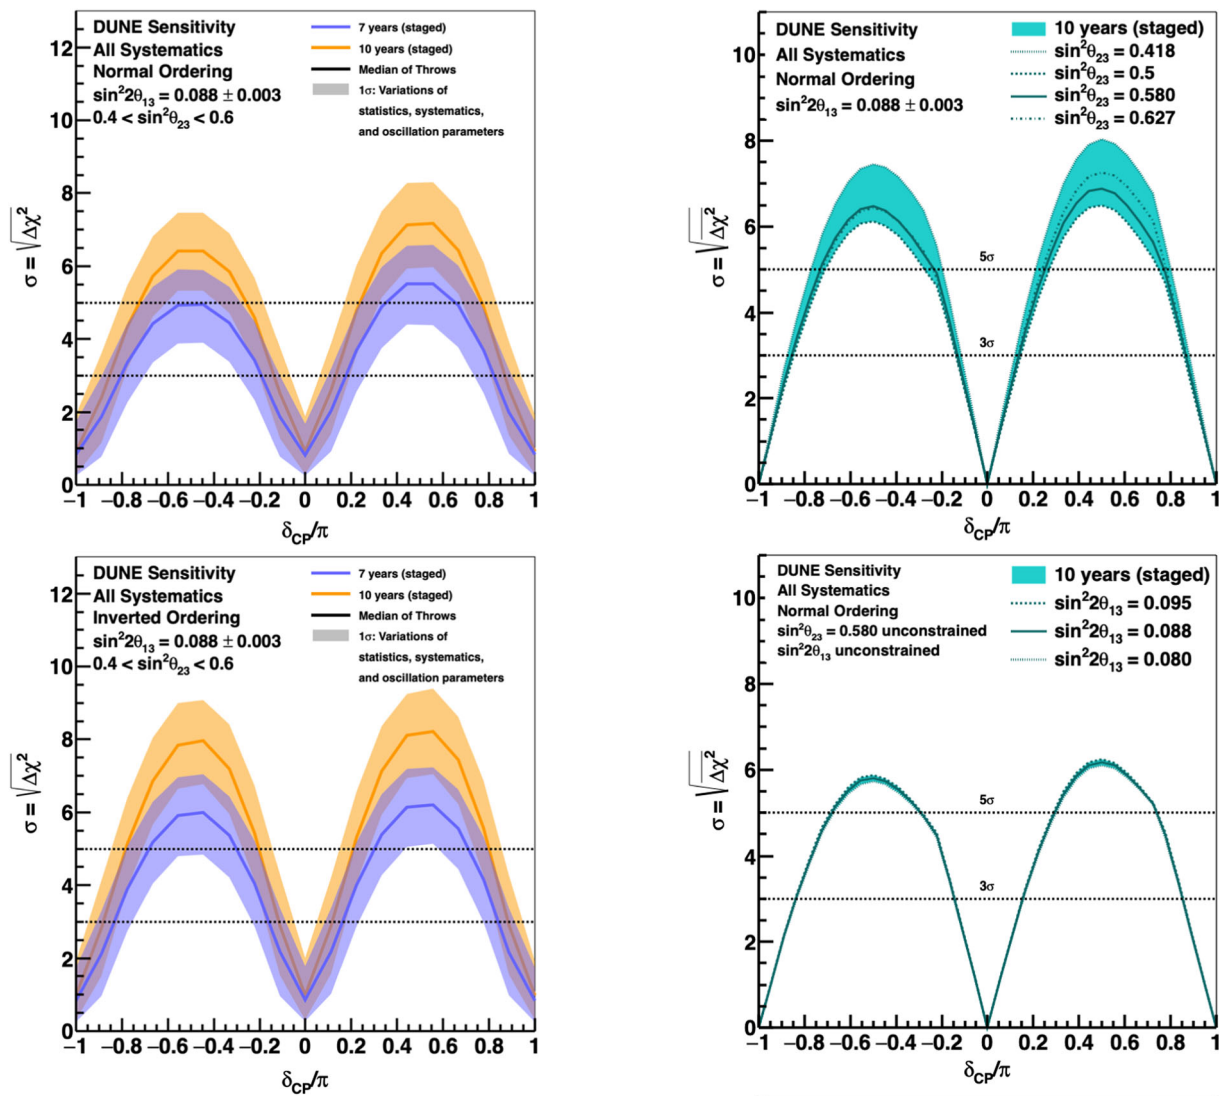 DUNE Sensitivity
All Systematics
Normal Ordering
sin²2θ₁₃ = 0.088 ± 0.003
0.4 < sin²θ₂₃ < 0.6
7 years (staged)
10 years (staged)
Median of Throws
1σ: Variations of
statistics, systematics,
and oscillation parameters
12
10
8
6
4
2
0
σ = √Δχ²
−1 −0.8 −0.6 −0.4 −0.2 0 0.2 0.4 0.6 0.8 1
δCP/π
DUNE Sensitivity
All Systematics
Normal Ordering
sin²2θ₁₃ = 0.088 ± 0.003
10 years (staged)
sin²θ₂₃ = 0.418
sin²θ₂₃ = 0.5
sin²θ₂₃ = 0.580
sin²θ₂₃ = 0.627
10
8
6
4
2
0
σ = √Δχ²
5σ
3σ
−1 −0.8 −0.6 −0.4 −0.2 0 0.2 0.4 0.6 0.8 1
δCP/π
DUNE Sensitivity
All Systematics
Inverted Ordering
sin²2θ₁₃ = 0.088 ± 0.003
0.4 < sin²θ₂₃ < 0.6
7 years (staged)
10 years (staged)
Median of Throws
1σ: Variations of
statistics, systematics,
and oscillation parameters
12
10
8
6
4
2
0
σ = √Δχ²
−1 −0.8 −0.6 −0.4 −0.2 0 0.2 0.4 0.6 0.8 1
δCP/π
DUNE Sensitivity
All Systematics
Normal Ordering
sin²θ₂₃ = 0.580 unconstrained
sin²2θ₁₃ unconstrained
10 years (staged)
sin²2θ₁₃ = 0.095
sin²2θ₁₃ = 0.088
sin²2θ₁₃ = 0.080
10
8
6
4
2
0
σ = √Δχ²
5σ
3σ
−1 −0.8 −0.6 −0.4 −0.2 0 0.2 0.4 0.6 0.8 1
δCP/π